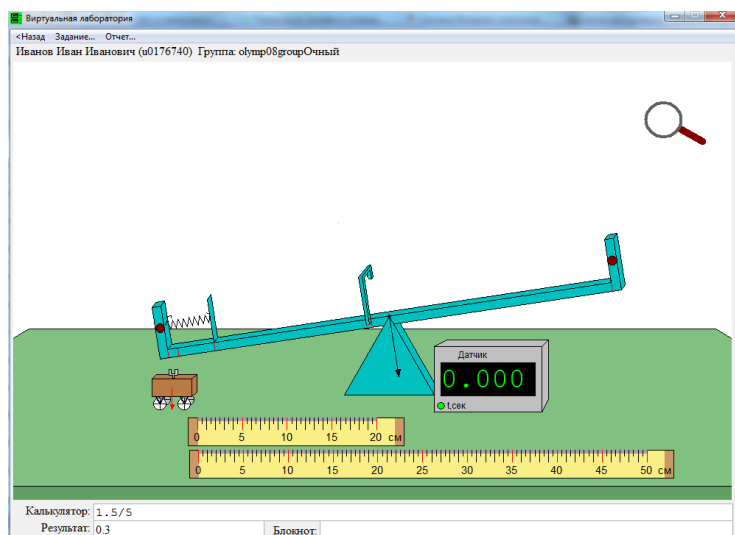 Виртуальная лаборатория
<Назад Задание... Отчет...
Иванов Иван Иванович (u0176740) Группа: olymp08groupОчный
Датчик
0.000
t,сек
0 5 10 15 20 см
0 5 10 15 20 25 30 35 40 45 50 см
Калькулятор: 1.5/5
Результат: 0.3 Блокнот: